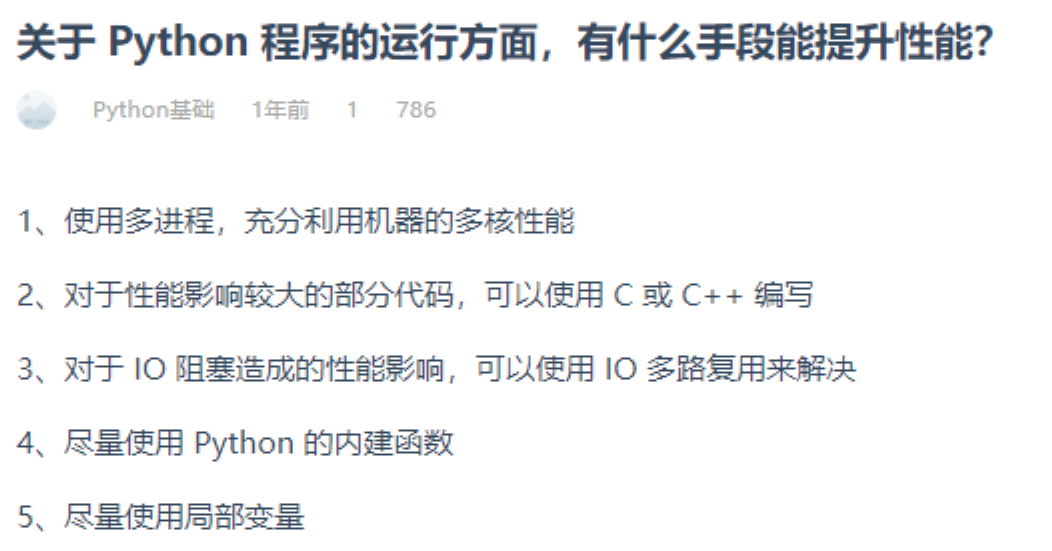 关于 Python 程序的运行方面，有什么手段能提升性能？
Python基础 1年前 1 786
1、使用多进程，充分利用机器的多核性能
2、对于性能影响较大的部分代码，可以使用 C 或 C++ 编写
3、对于 IO 阻塞造成的性能影响，可以使用 IO 多路复用来解决
4、尽量使用 Python 的内建函数
5、尽量使用局部变量